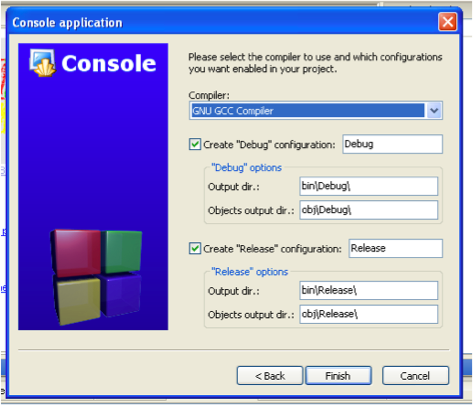 Console application
Console
Please select the compiler to use and which configurations
you want enabled in your project.
Compiler:
GNU GCC Compiler
Create "Debug" configuration: Debug
"Debug" options
Output dir.: bin\Debug\
Objects output dir.: obj\Debug\
Create "Release" configuration: Release
"Release" options
Output dir.: bin\Release\
Objects output dir.: obj\Release\
< Back Finish Cancel